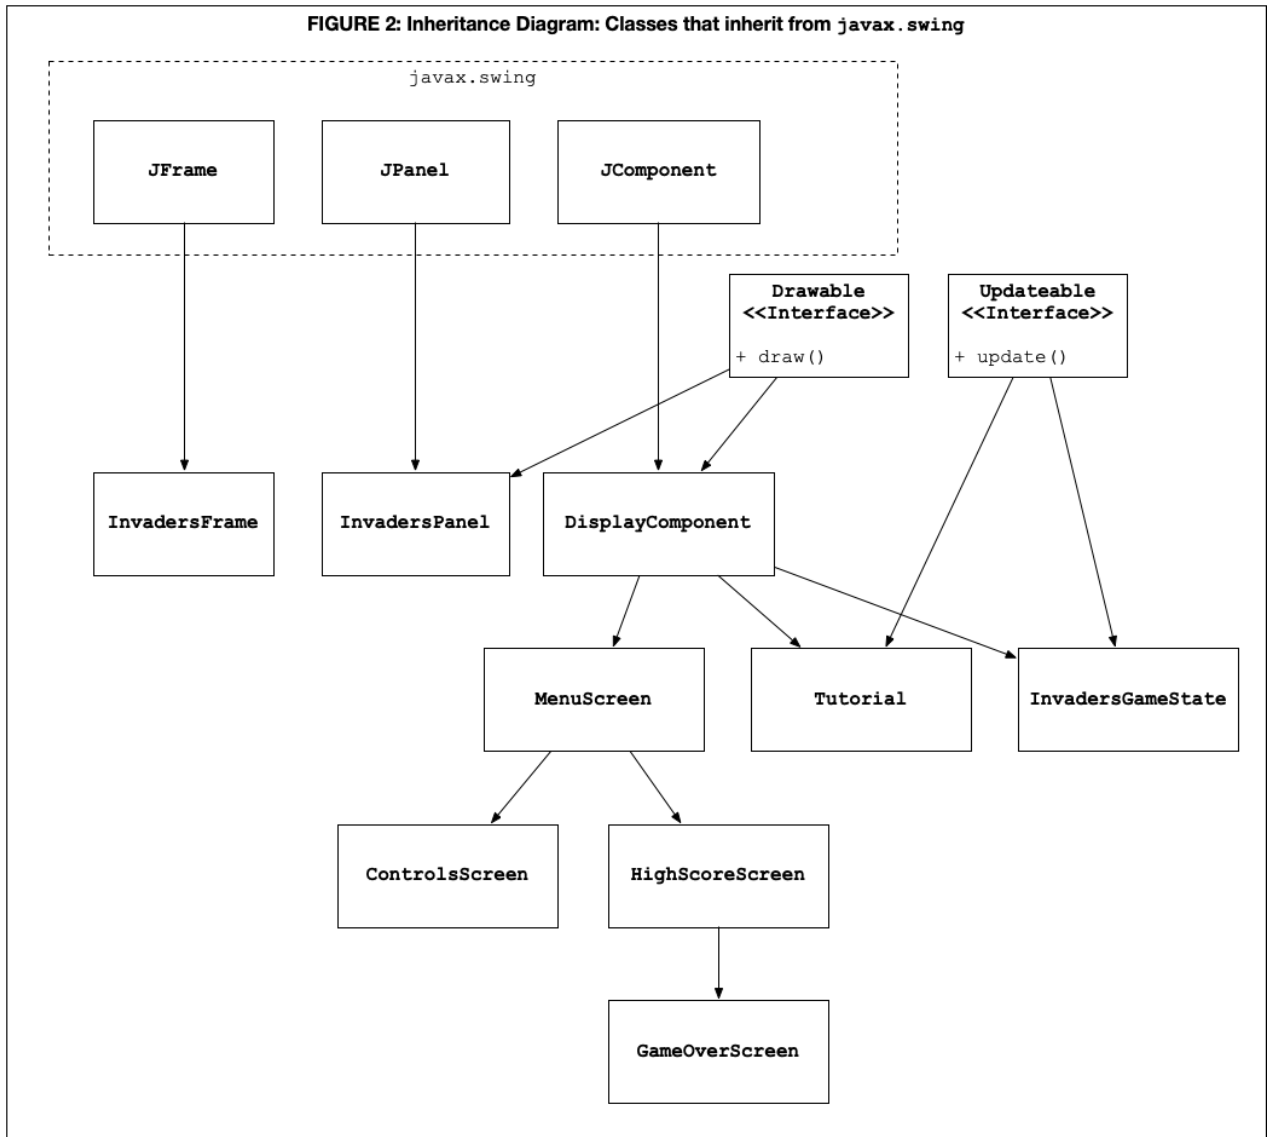 FIGURE 2: Inheritance Diagram: Classes that inherit from javax.swing
javax.swing
JFrame
JPanel
JComponent
Drawable
<<Interface>>
+ draw()
Updateable
<<Interface>>
+ update()
InvadersFrame
InvadersPanel
DisplayComponent
MenuScreen
Tutorial
InvadersGameState
ControlsScreen
HighScoreScreen
GameOverScreen